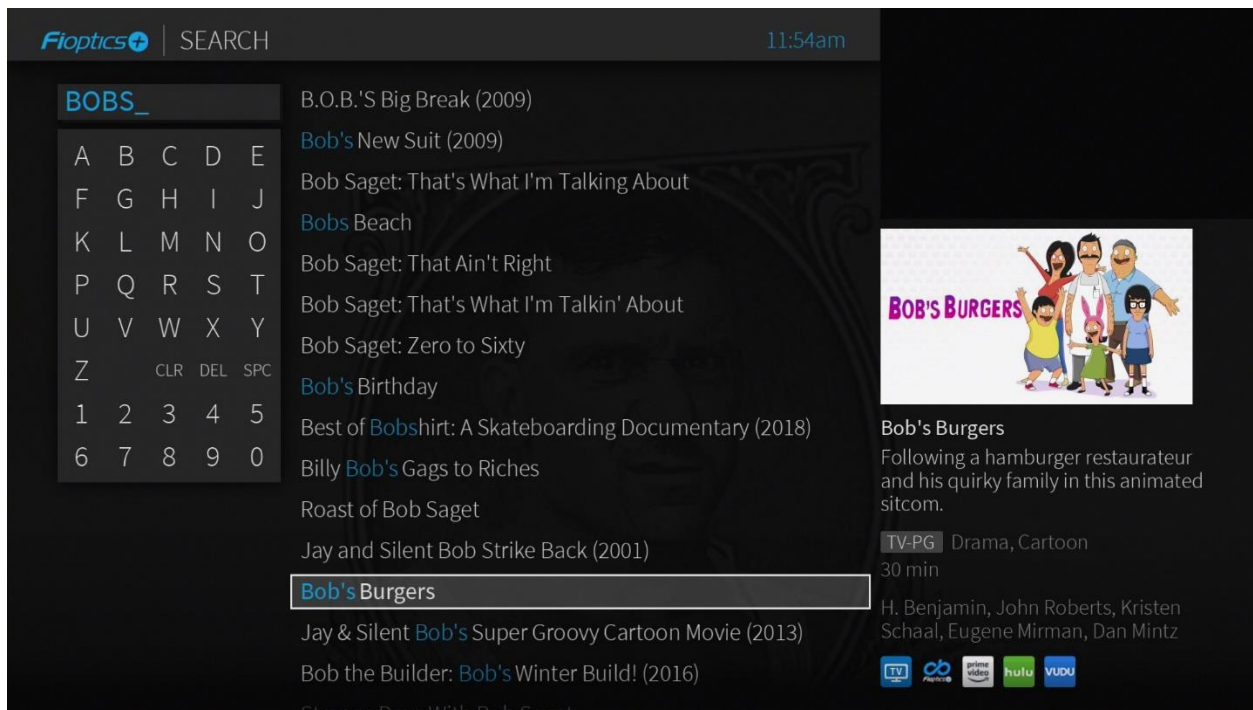 Fioptics+ SEARCH 11:54am
BOBS_
A B C D E
F G H I J
K L M N O
P Q R S T
U V W X Y
Z CLR DEL SPC
1 2 3 4 5
6 7 8 9 0
B.O.B.'S Big Break (2009)
Bob's New Suit (2009)
Bob Saget: That's What I'm Talking About
Bobs Beach
Bob Saget: That Ain't Right
Bob Saget: That's What I'm Talkin' About
Bob Saget: Zero to Sixty
Bob's Birthday
Best of Bobshirt: A Skateboarding Documentary (2018)
Billy Bob's Gags to Riches
Roast of Bob Saget
Jay and Silent Bob Strike Back (2001)
Bob's Burgers
Jay & Silent Bob's Super Groovy Cartoon Movie (2013)
Bob the Builder: Bob's Winter Build! (2016)
BOB'S BURGERS
Bob's Burgers
Following a hamburger restaurateur
and his quirky family in this animated
sitcom.
TV-PG Drama, Cartoon
30 min
H. Benjamin, John Roberts, Kristen
Schaal, Eugene Mirman, Dan Mintz
TV Fioptics+ prime video hulu VUDU